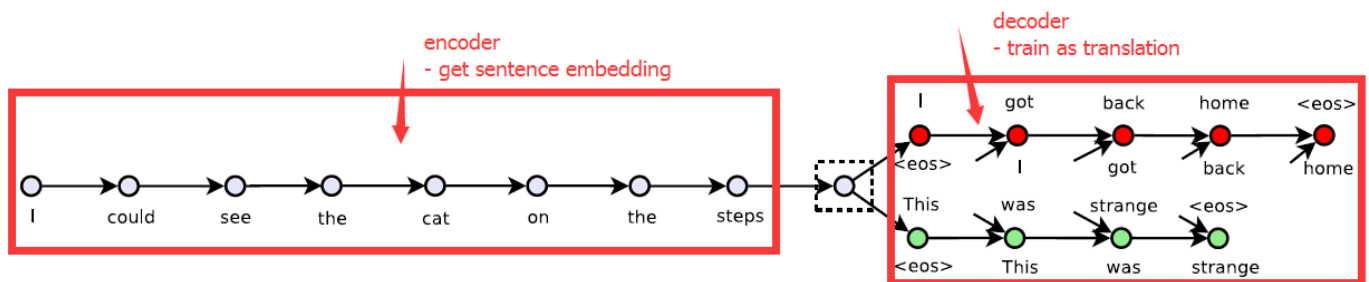 encoder
- get sentence embedding
decoder
- train as translation
I could see the cat on the steps
I got back home <eos>
<eos> I got back home
This was strange <eos>
<eos> This was strange